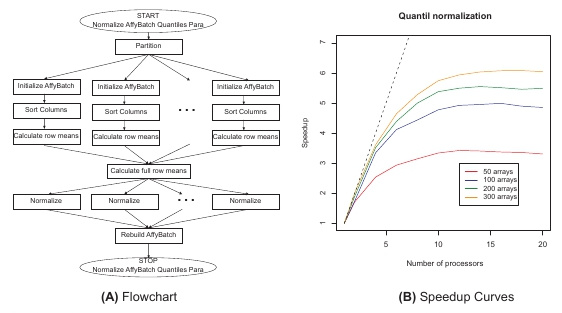 START
Normalize AffyBatch Quantiles Para
Partition
Initialize AffyBatch
Initialize AffyBatch
Initialize AffyBatch
Sort Columns
Sort Columns
Sort Columns
Calculate row means
Calculate row means
Calculate row means
Calculate full row means
Normalize
Normalize
Normalize
Rebuild AffyBatch
STOP
Normalize AffyBatch Quantiles Para
(A) Flowchart
Quantil normalization
Speedup
7
6
5
4
3
2
1
50 arrays
100 arrays
200 arrays
300 arrays
5
10
15
20
Number of processors
(B) Speedup Curves